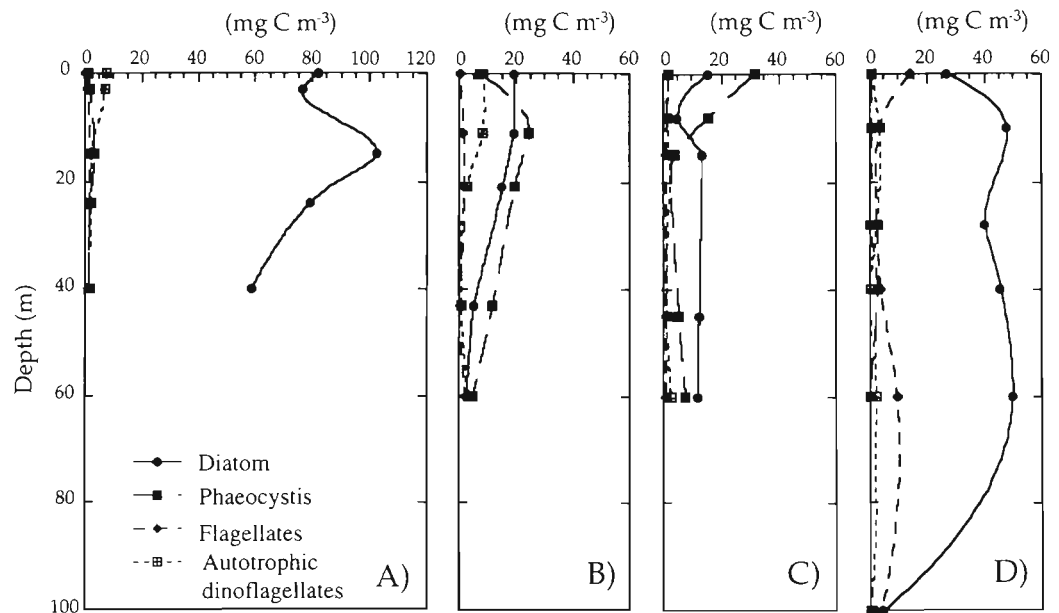 (mg C m-3) (mg C m-3) (mg C m-3) (mg C m-3)
0 20 40 60 80 100 120 0 20 40 60 0 20 40 60 0 20 40 60
0
20
40
60
80
100
Depth (m)
Diatom
Phaeocystis
Flagellates
Autotrophic
dinoflagellates
A) B) C) D)